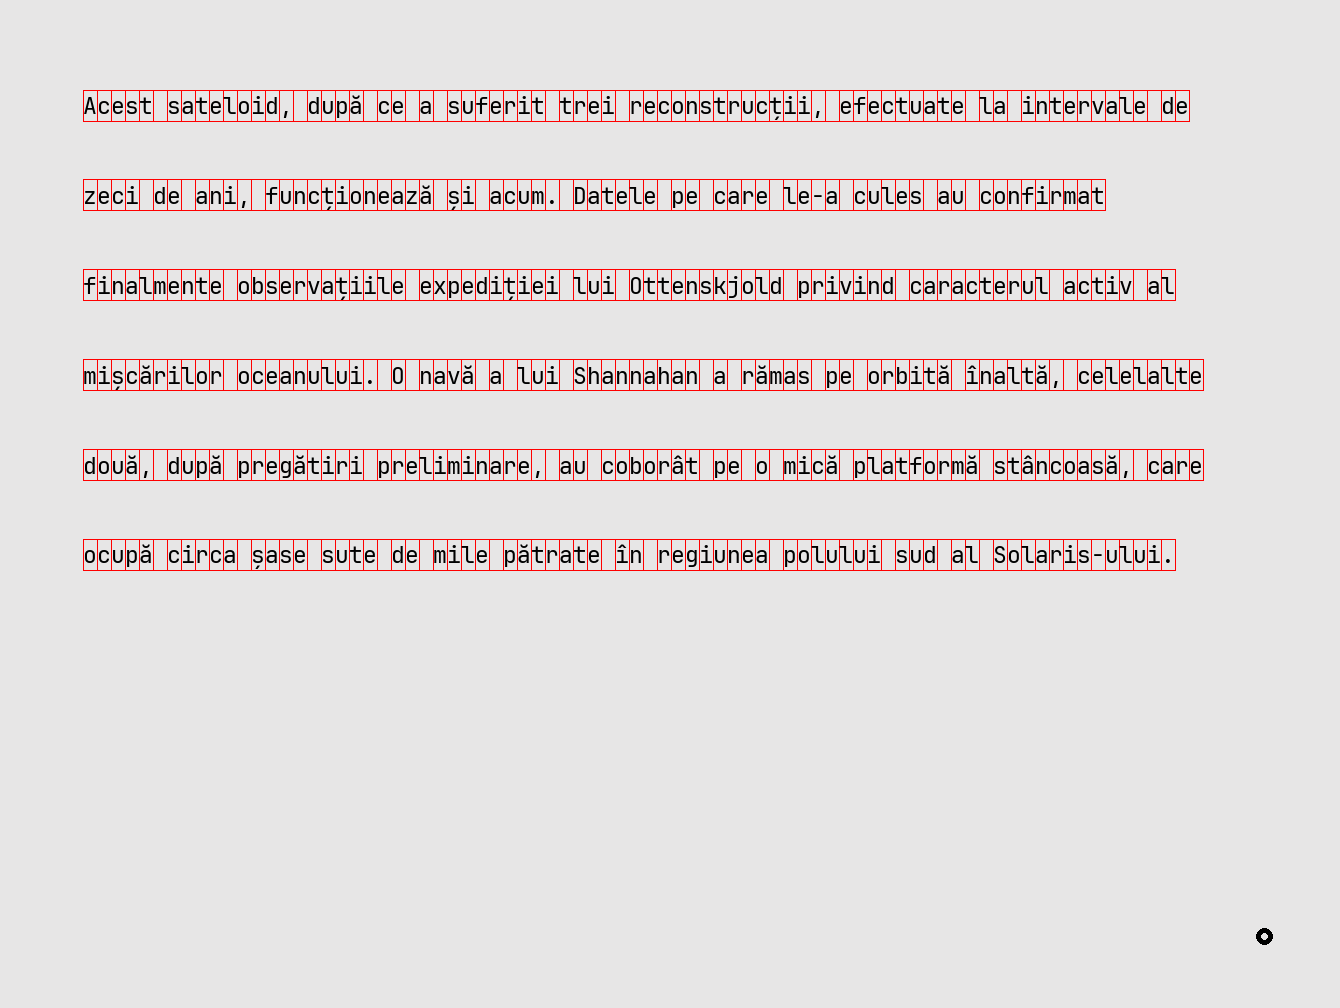 Acest sateloid, după ce a suferit trei reconstrucții, efectuate la intervale de
zeci de ani, funcționează și acum. Datele pe care le-a cules au confirmat
finalmente observațiile expediției lui Ottenskjold privind caracterul activ al
mișcărilor oceanului. O navă a lui Shannahan a rămas pe orbită înaltă, celelalte
două, după pregătiri preliminare, au coborât pe o mică platformă stâncoasă, care
ocupă circa șase sute de mile pătrate în regiunea polului sud al Solaris-ului.